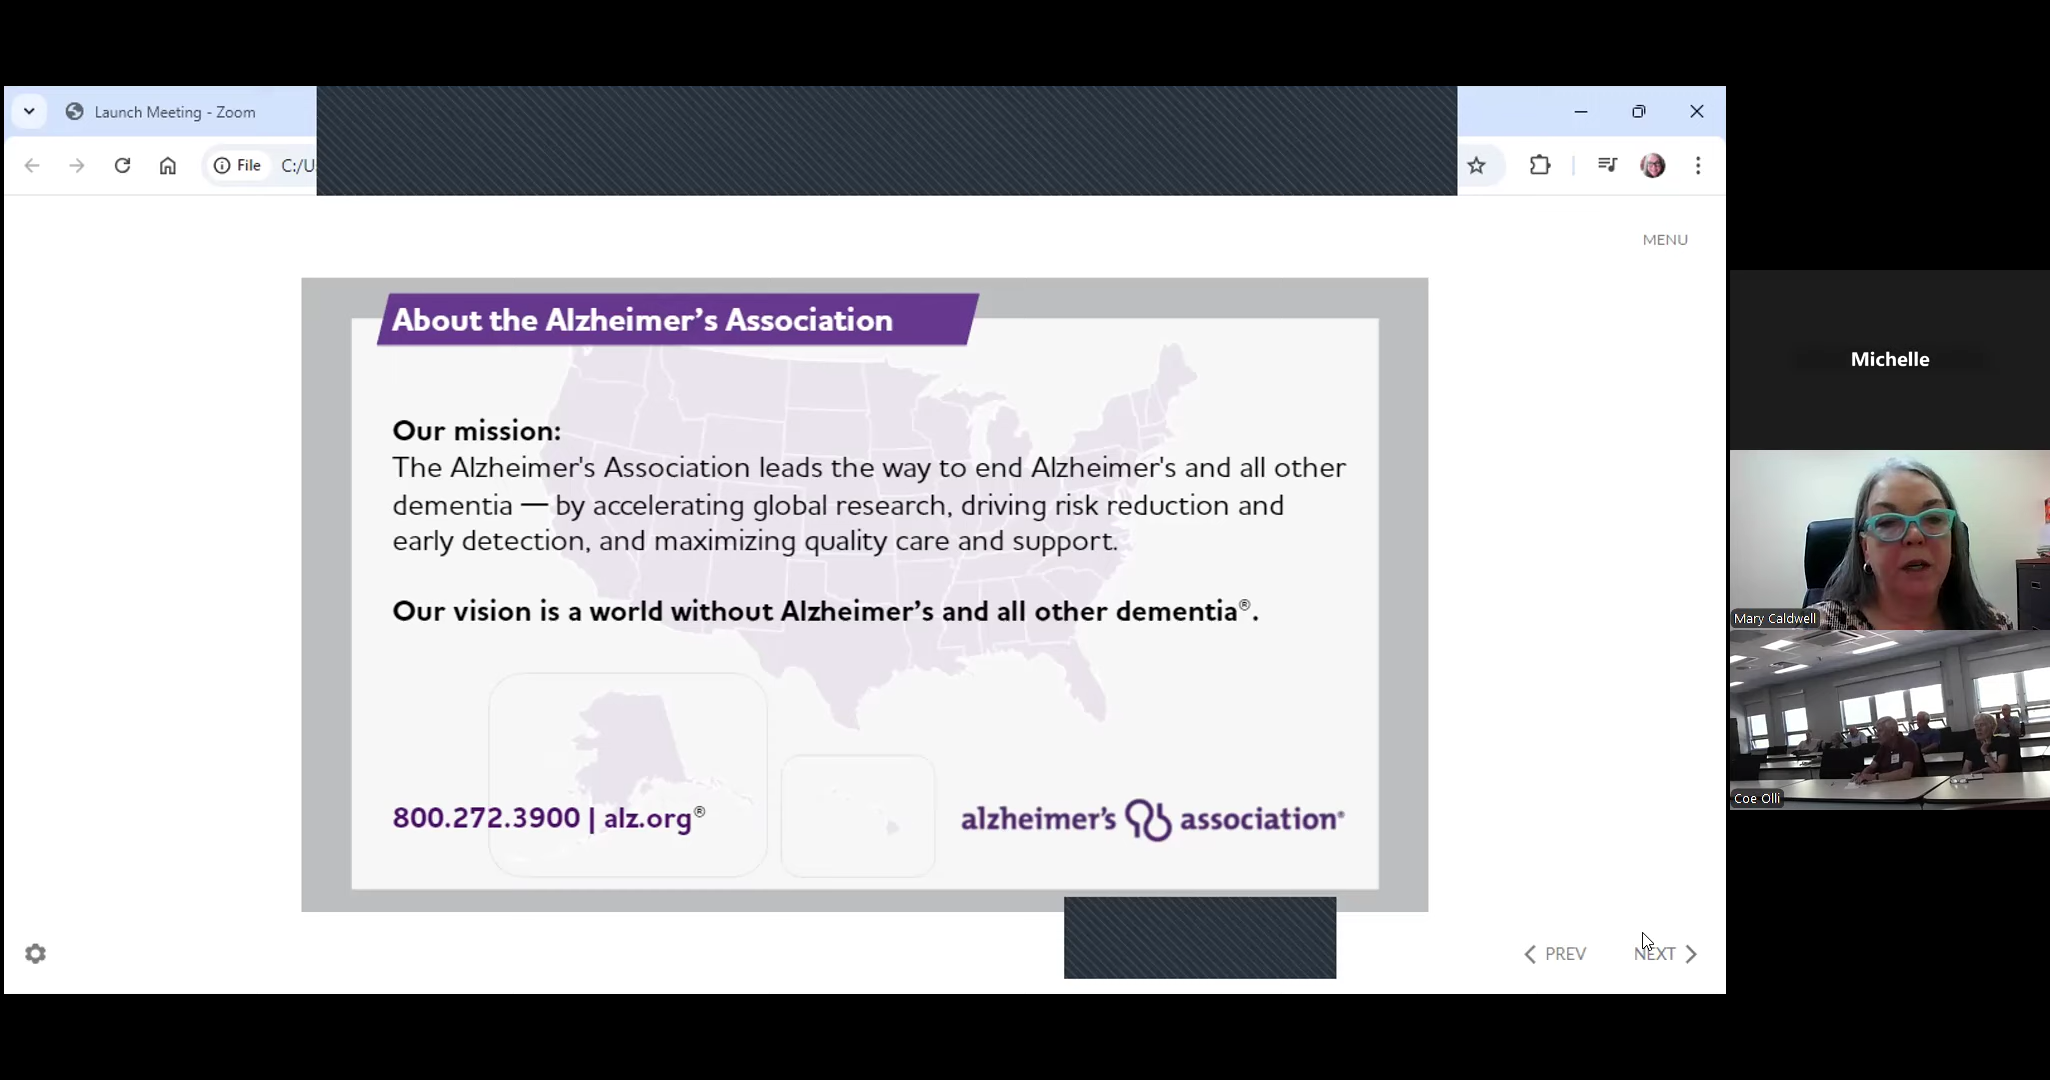 Launch Meeting - Zoom
File C:/U
MENU
About the Alzheimer’s Association
Our mission:
The Alzheimer's Association leads the way to end Alzheimer's and all other
dementia — by accelerating global research, driving risk reduction and
early detection, and maximizing quality care and support.
Our vision is a world without Alzheimer’s and all other dementia®.
800.272.3900 | alz.org®
alzheimer's association®
PREV NEXT
Michelle
Mary Caldwell
Coe Olli